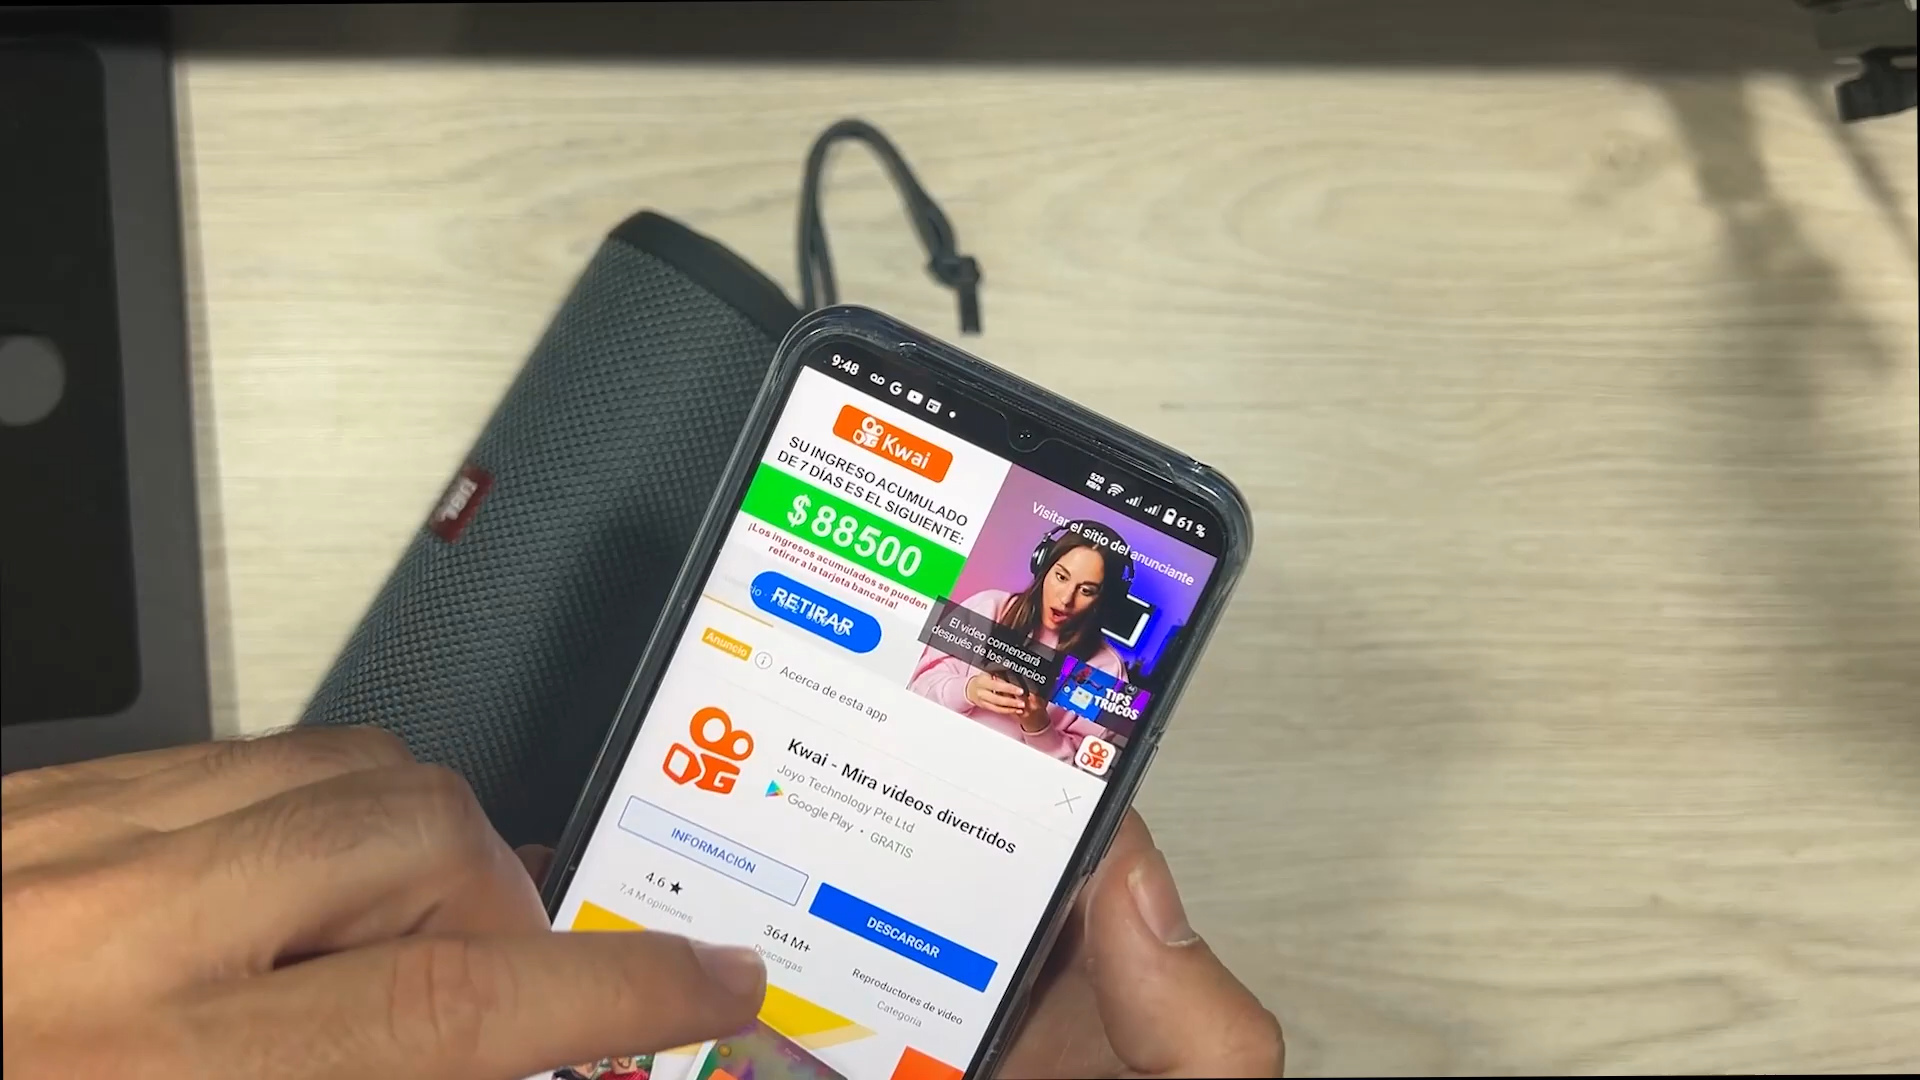 9:48
520
KB/s
61 %
Kwai
SU INGRESO ACUMULADO
DE 7 DÍAS ES EL SIGUIENTE:
$88500
¡Los ingresos acumulados se pueden
retirar a la tarjeta bancaria!
RETIRAR
Visitar el sitio del anunciante
El video comenzará
después de los anuncios
TIPS
TRUCOS
Anuncio
Acerca de esta app
Kwai - Mira videos divertidos
Joyo Technology Pte Ltd
Google Play • GRATIS
INFORMACIÓN
DESCARGAR
4.6 ★
7,4 M opiniones
364 M+
Descargas
Reproductores de video
Categoría